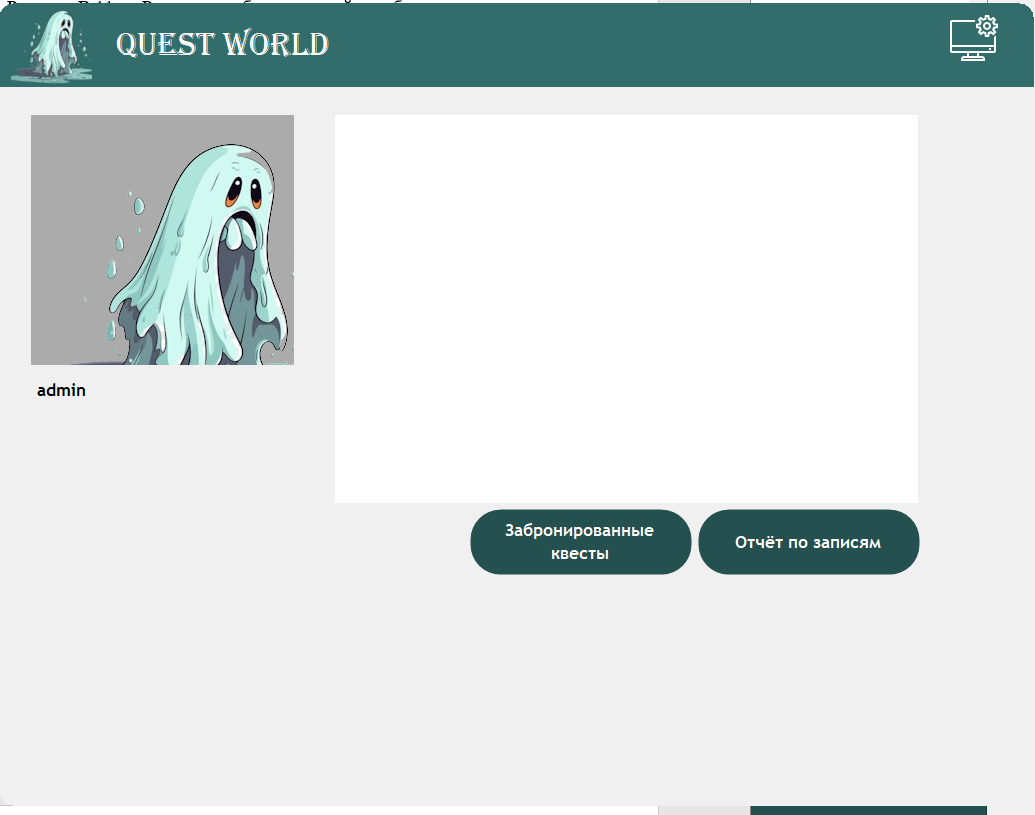 QUEST WORLD
admin
Забронированные
квесты
Отчёт по записям